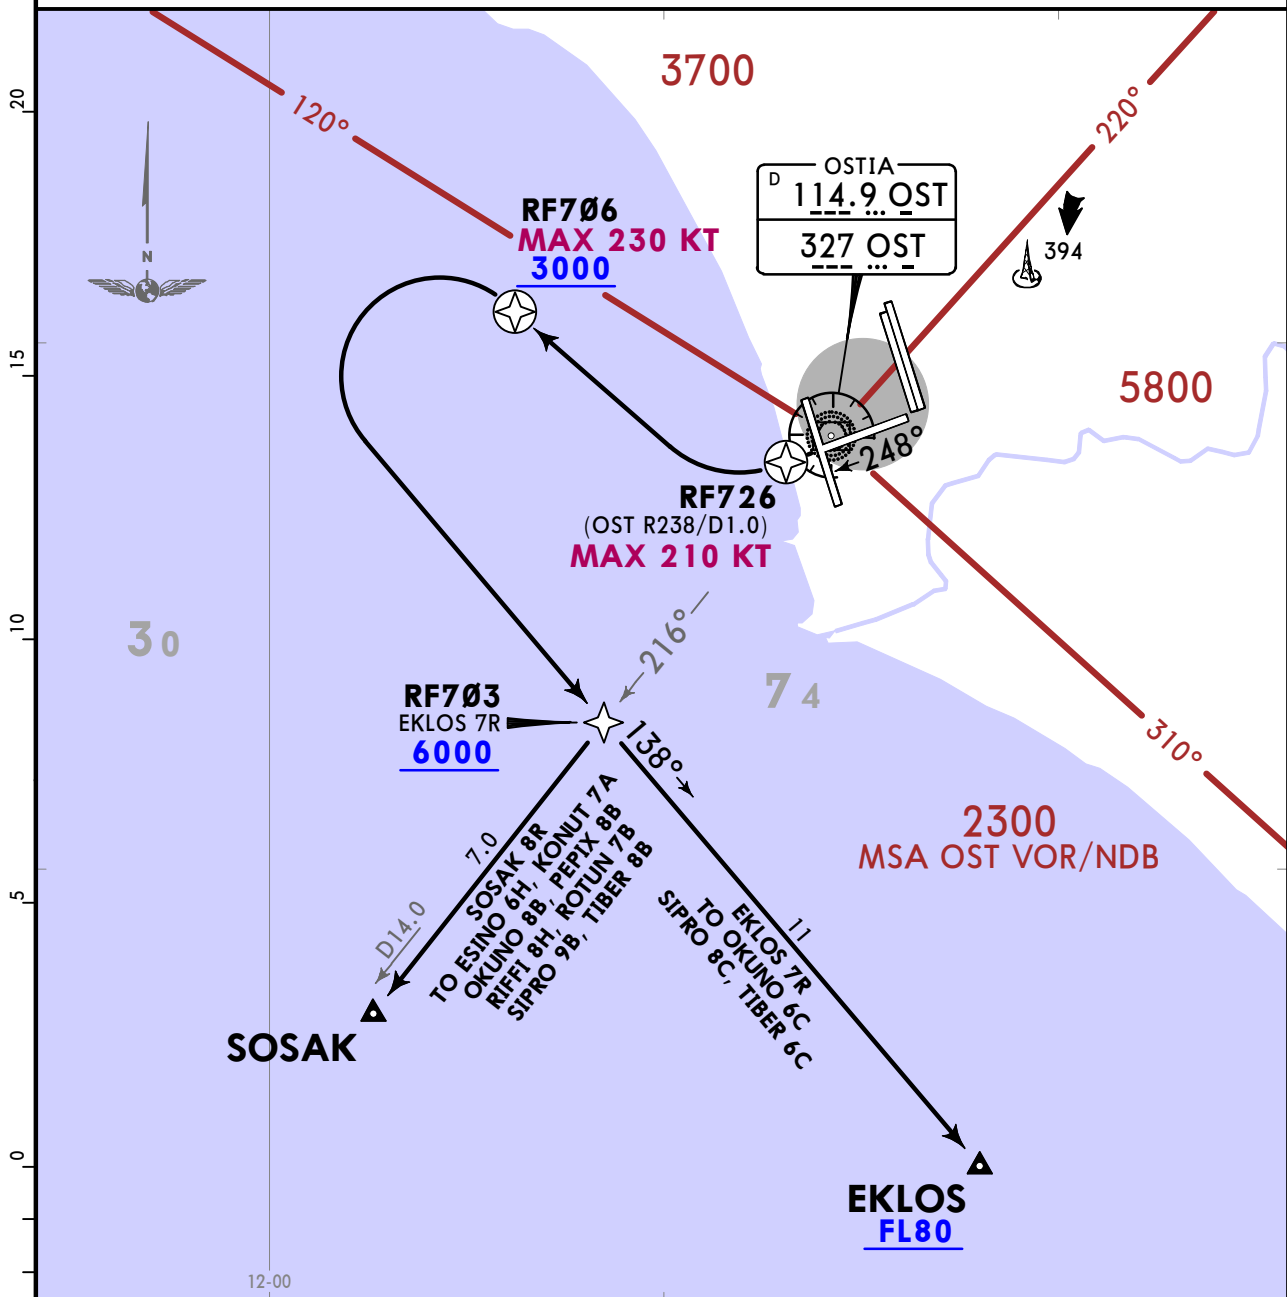 20
15
10
5
0
120°
3700
220°
OSTIA
D 114.9 OST
327 OST
394
N
RF7Ø6
MAX 230 KT
3000
5800
248°
RF726
(OST R238/D1.0)
MAX 210 KT
216°
30
74
RF7Ø3
EKLOS 7R
6000
138°
310°
2300
MSA OST VOR/NDB
7.0
D14.0
SOSAK 8R
TO ESINO 6H, KONUT 7A
OKUNO 8B, PEPIX 8B
RIFFI 8H, ROTUN 7B
SIPRO 9B, TIBER 8B
11
EKLOS 7R
TO OKUNO 6C
SIPRO 8C, TIBER 6C
SOSAK
EKLOS
FL80
12-00